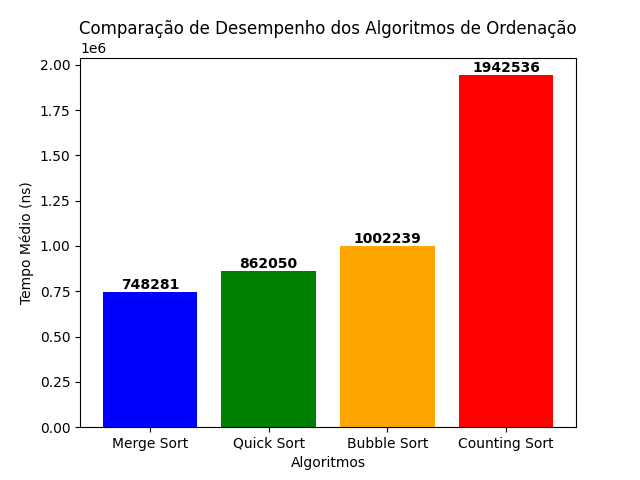 Comparação de Desempenho dos Algoritmos de Ordenação
1e6
2.00
1.75
1.50
1.25
1.00
0.75
0.50
0.25
0.00
Tempo Médio (ns)
748281
862050
1002239
1942536
Merge Sort
Quick Sort
Bubble Sort
Counting Sort
Algoritmos